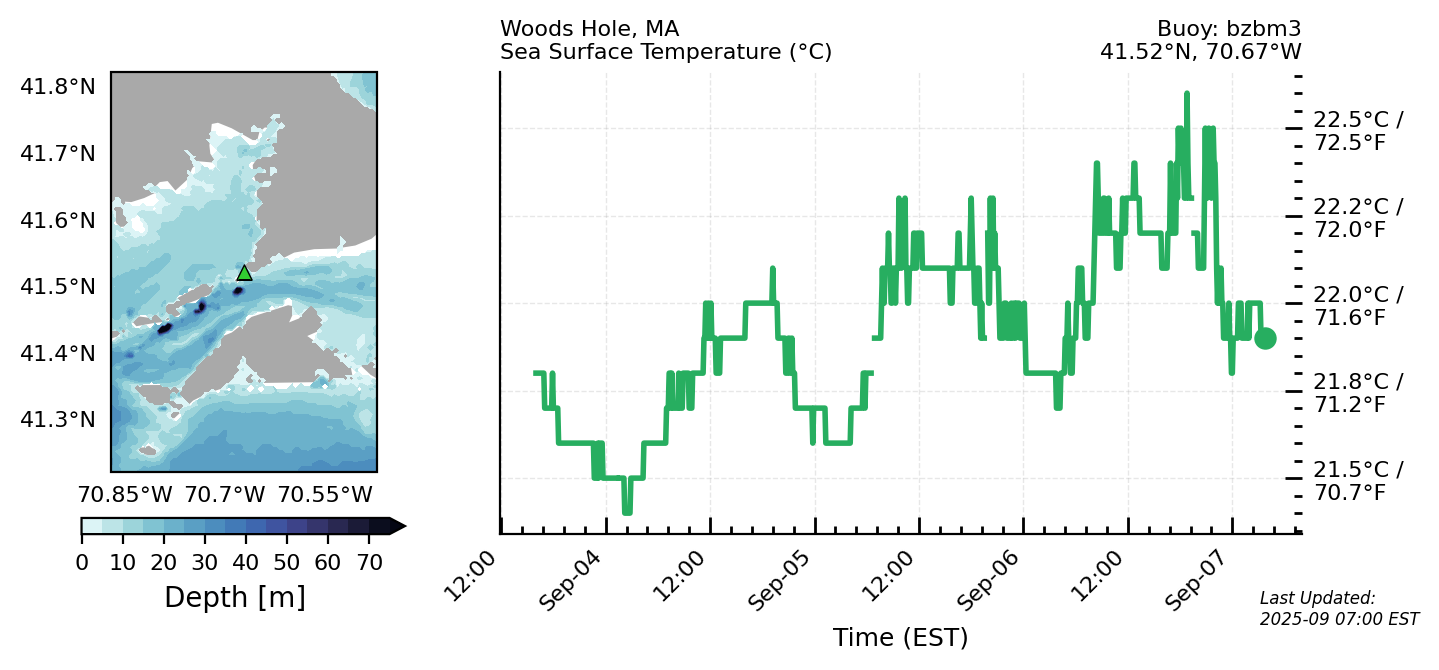 Woods Hole, MA
Sea Surface Temperature (°C)
Buoy: bzbm3
41.52°N, 70.67°W
41.8°N
41.7°N
41.6°N
41.5°N
41.4°N
41.3°N
70.85°W 70.7°W 70.55°W
0 10 20 30 40 50 60 70
Depth [m]
22.5°C /
72.5°F
22.2°C /
72.0°F
22.0°C /
71.6°F
21.8°C /
71.2°F
21.5°C /
70.7°F
12:00 Sep-04 12:00 Sep-05 12:00 Sep-06 12:00 Sep-07
Time (EST)
Last Updated:
2025-09 07:00 EST